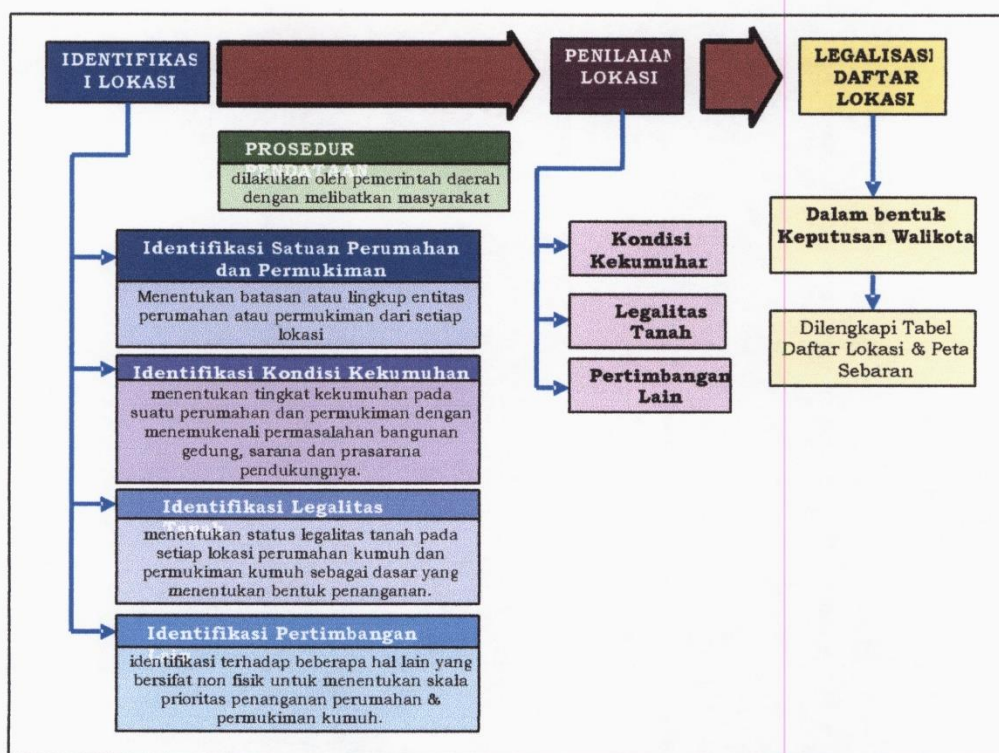 IDENTIFIKAS
I LOKASI
PENILAIAN
LOKASI
LEGALISASI
DAFTAR
LOKASI
PROSEDUR
PENDATAAN
dilakukan oleh pemerintah daerah
dengan melibatkan masyarakat
Identifikasi Satuan Perumahan
dan Permukiman
Menentukan batasan atau lingkup entitas
perumahan atau permukiman dari setiap
lokasi
Identifikasi Kondisi Kekumuhan
menentukan tingkat kekumuhan pada
suatu perumahan dan permukiman dengan
menemukenali permasalahan bangunan
gedung, sarana dan prasarana
pendukungnya.
Identifikasi Legalitas
Tanah
menentukan status legalitas tanah pada
setiap lokasi perumahan kumuh dan
permukiman kumuh sebagai dasar yang
menentukan bentuk penanganan.
Identifikasi Pertimbangan
Lain
identifikasi terhadap beberapa hal lain yang
bersifat non fisik untuk menentukan skala
prioritas penanganan perumahan &
permukiman kumuh.
Kondisi
Kekumuhar
Legalitas
Tanah
Pertimbangan
Lain
Dalam bentuk
Keputusan Walikota
Dilengkapi Tabel
Daftar Lokasi & Peta
Sebaran